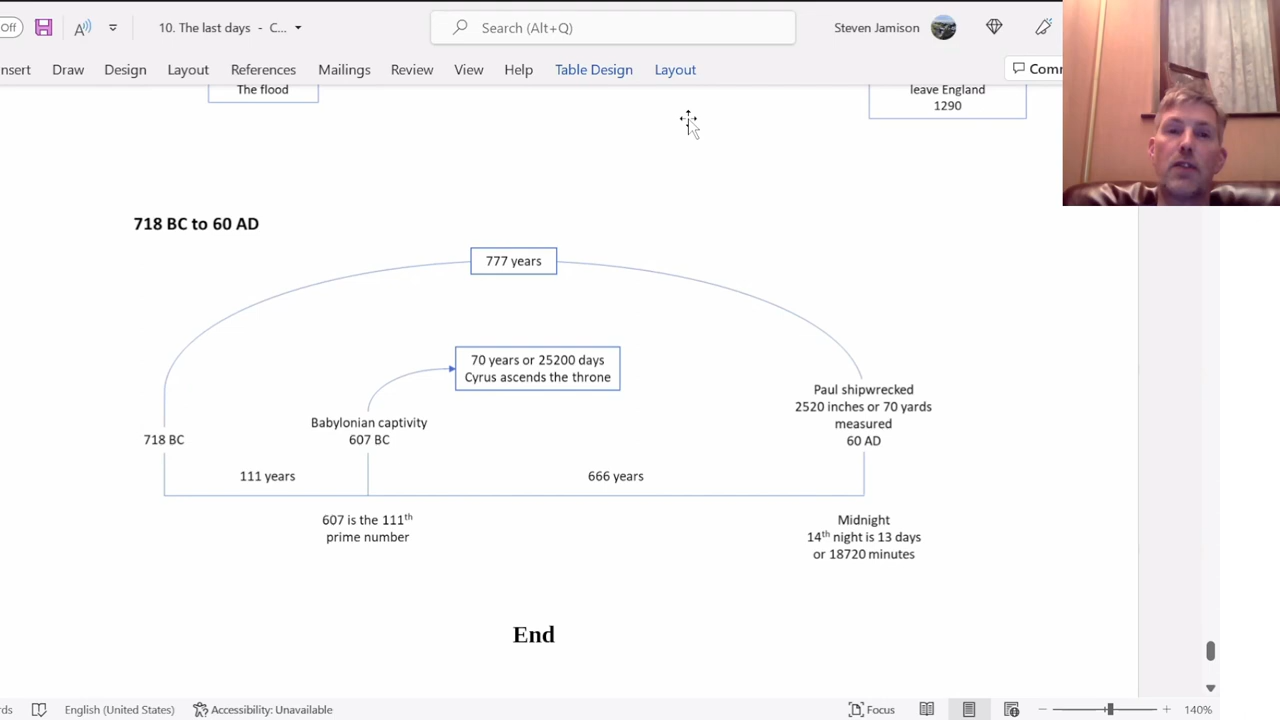 Off
10. The last days - C...
Search (Alt+Q)
Steven Jamison
nsert Draw Design Layout References Mailings Review View Help Table Design Layout
Comm
The flood
leave England
1290
718 BC to 60 AD
777 years
70 years or 25200 days
Cyrus ascends the throne
Paul shipwrecked
2520 inches or 70 yards
measured
60 AD
Babylonian captivity
607 BC
718 BC
111 years
666 years
607 is the 111th
prime number
Midnight
14th night is 13 days
or 18720 minutes
End
rds English (United States) Accessibility: Unavailable Focus 140%